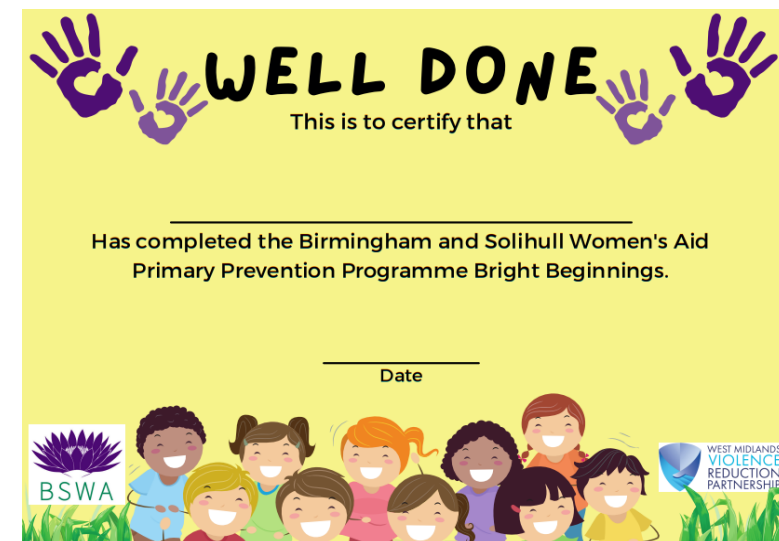 WELL DONE
This is to certify that
Has completed the Birmingham and Solihull Women's Aid
Primary Prevention Programme Bright Beginnings.
Date
BSWA
WEST MIDLANDS
VIOLENCE
REDUCTION
PARTNERSHIP